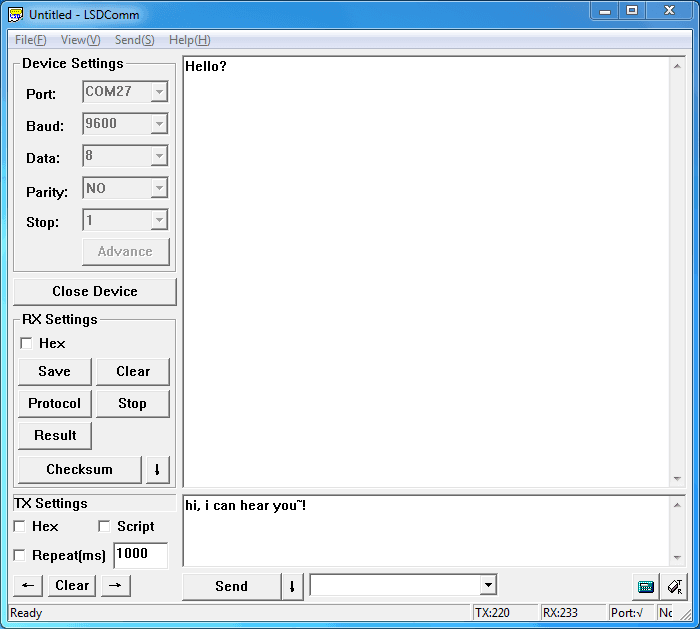 Untitled - LSDComm
File(F) View(V) Send(S) Help(H)
Device Settings
Port: COM27
Baud: 9600
Data: 8
Parity: NO
Stop: 1
Advance
Close Device
RX Settings
Hex
Save Clear
Protocol Stop
Result
Checksum ↓
Hello?
TX Settings
Hex Script
Repeat(ms) 1000
← Clear →
hi, i can hear you~!
Send ↓
Ready TX:220 RX:233 Port:√ Nc